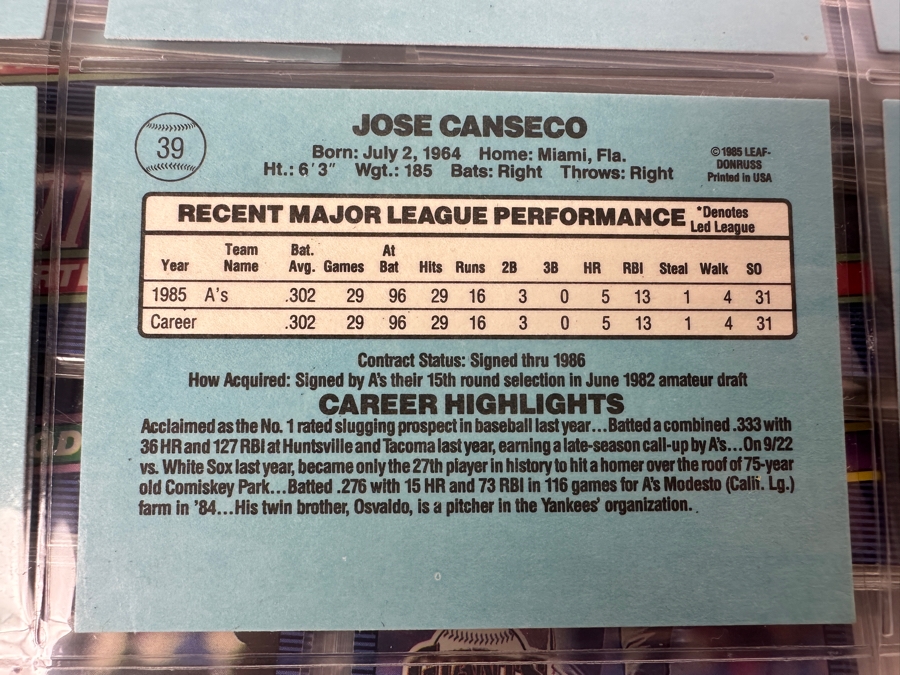 39
JOSE CANSECO
Born: July 2, 1964 Home: Miami, Fla.
Ht.: 6'3" Wgt.: 185 Bats: Right Throws: Right
©1985 LEAF-
DONRUSS
Printed in USA
RECENT MAJOR LEAGUE PERFORMANCE
*Denotes
Led League
Year Team Name Bat. Avg. Games At Bat Hits Runs 2B 3B HR RBI Steal Walk SO
1985 A's .302 29 96 29 16 3 0 5 13 1 4 31
Career .302 29 96 29 16 3 0 5 13 1 4 31
Contract Status: Signed thru 1986
How Acquired: Signed by A's their 15th round selection in June 1982 amateur draft
CAREER HIGHLIGHTS
Acclaimed as the No. 1 rated slugging prospect in baseball last year...Batted a combined .333 with
36 HR and 127 RBI at Huntsville and Tacoma last year, earning a late-season call-up by A's...On 9/22
vs. White Sox last year, became only the 27th player in history to hit a homer over the roof of 75-year
old Comiskey Park...Batted .276 with 15 HR and 73 RBI in 116 games for A's Modesto (Calif. Lg.)
farm in '84...His twin brother, Osvaldo, is a pitcher in the Yankees' organization.